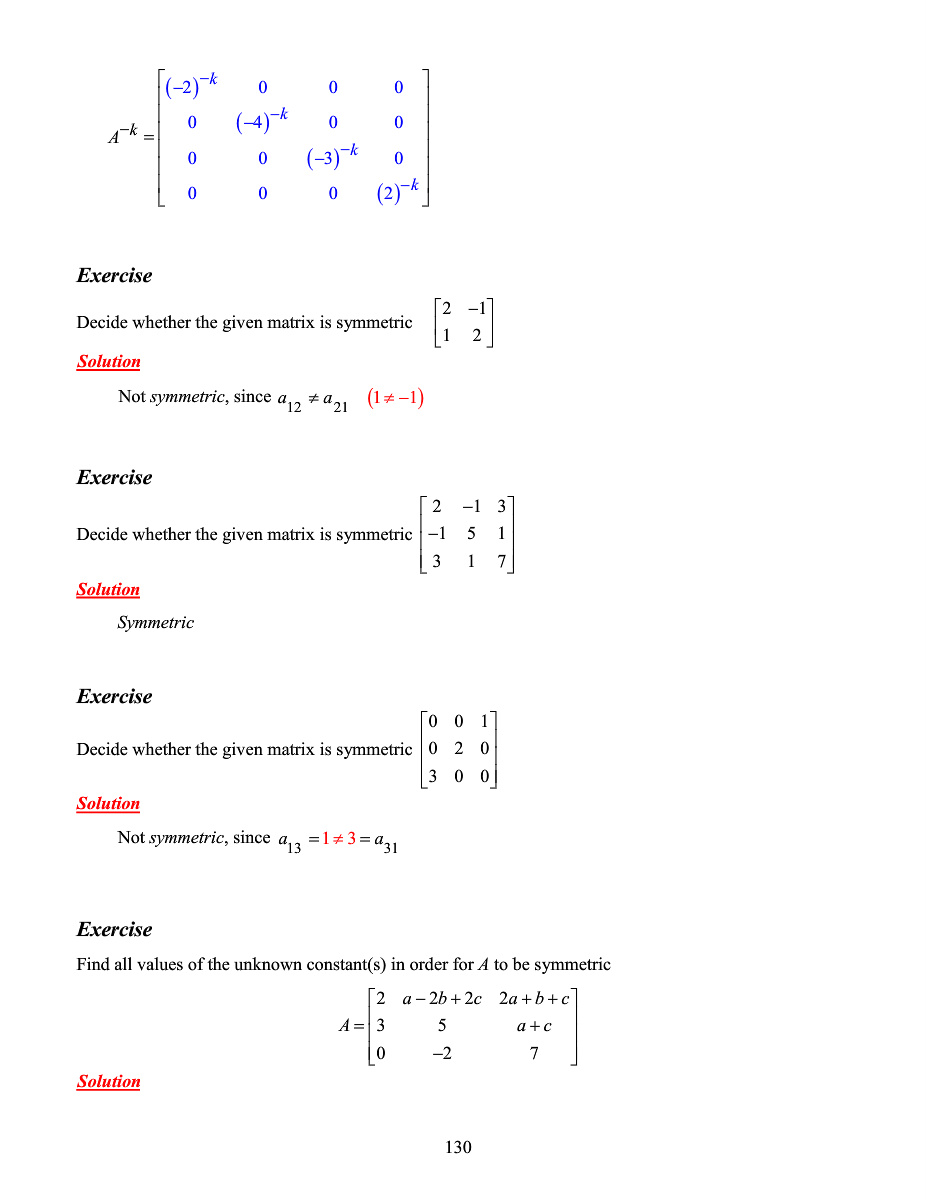 A^{-k} = \begin{bmatrix} (-2)^{-k} & 0 & 0 & 0 \\ 0 & (-4)^{-k} & 0 & 0 \\ 0 & 0 & (-3)^{-k} & 0 \\ 0 & 0 & 0 & (2)^{-k} \end{bmatrix}
Exercise
Decide whether the given matrix is symmetric \begin{bmatrix} 2 & -1 \\ 1 & 2 \end{bmatrix}
Solution
Not symmetric, since a_{12} ≠ a_{21} (1 ≠ -1)
Exercise
Decide whether the given matrix is symmetric \begin{bmatrix} 2 & -1 & 3 \\ -1 & 5 & 1 \\ 3 & 1 & 7 \end{bmatrix}
Solution
Symmetric
Exercise
Decide whether the given matrix is symmetric \begin{bmatrix} 0 & 0 & 1 \\ 0 & 2 & 0 \\ 3 & 0 & 0 \end{bmatrix}
Solution
Not symmetric, since a_{13} = 1 ≠ 3 = a_{31}
Exercise
Find all values of the unknown constant(s) in order for A to be symmetric
A = \begin{bmatrix} 2 & a-2b+2c & 2a+b+c \\ 3 & 5 & a+c \\ 0 & -2 & 7 \end{bmatrix}
Solution
130